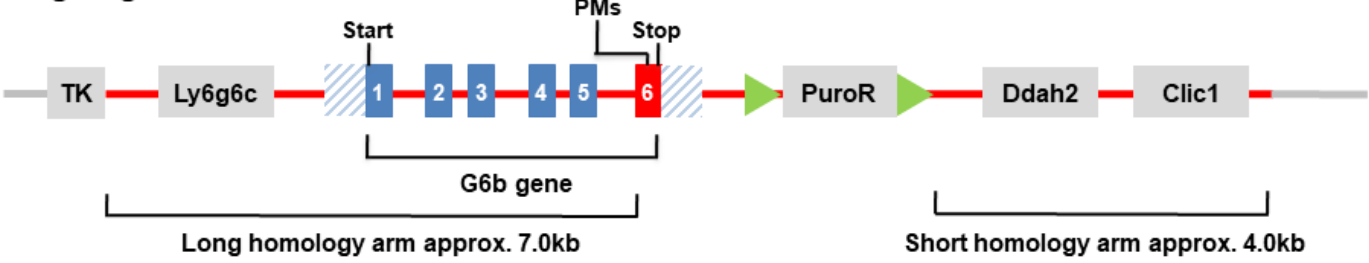 PMs
Start
Stop
TK
Ly6g6c
1
2
3
4
5
6
PuroR
Ddah2
Clic1
G6b gene
Long homology arm approx. 7.0kb
Short homology arm approx. 4.0kb